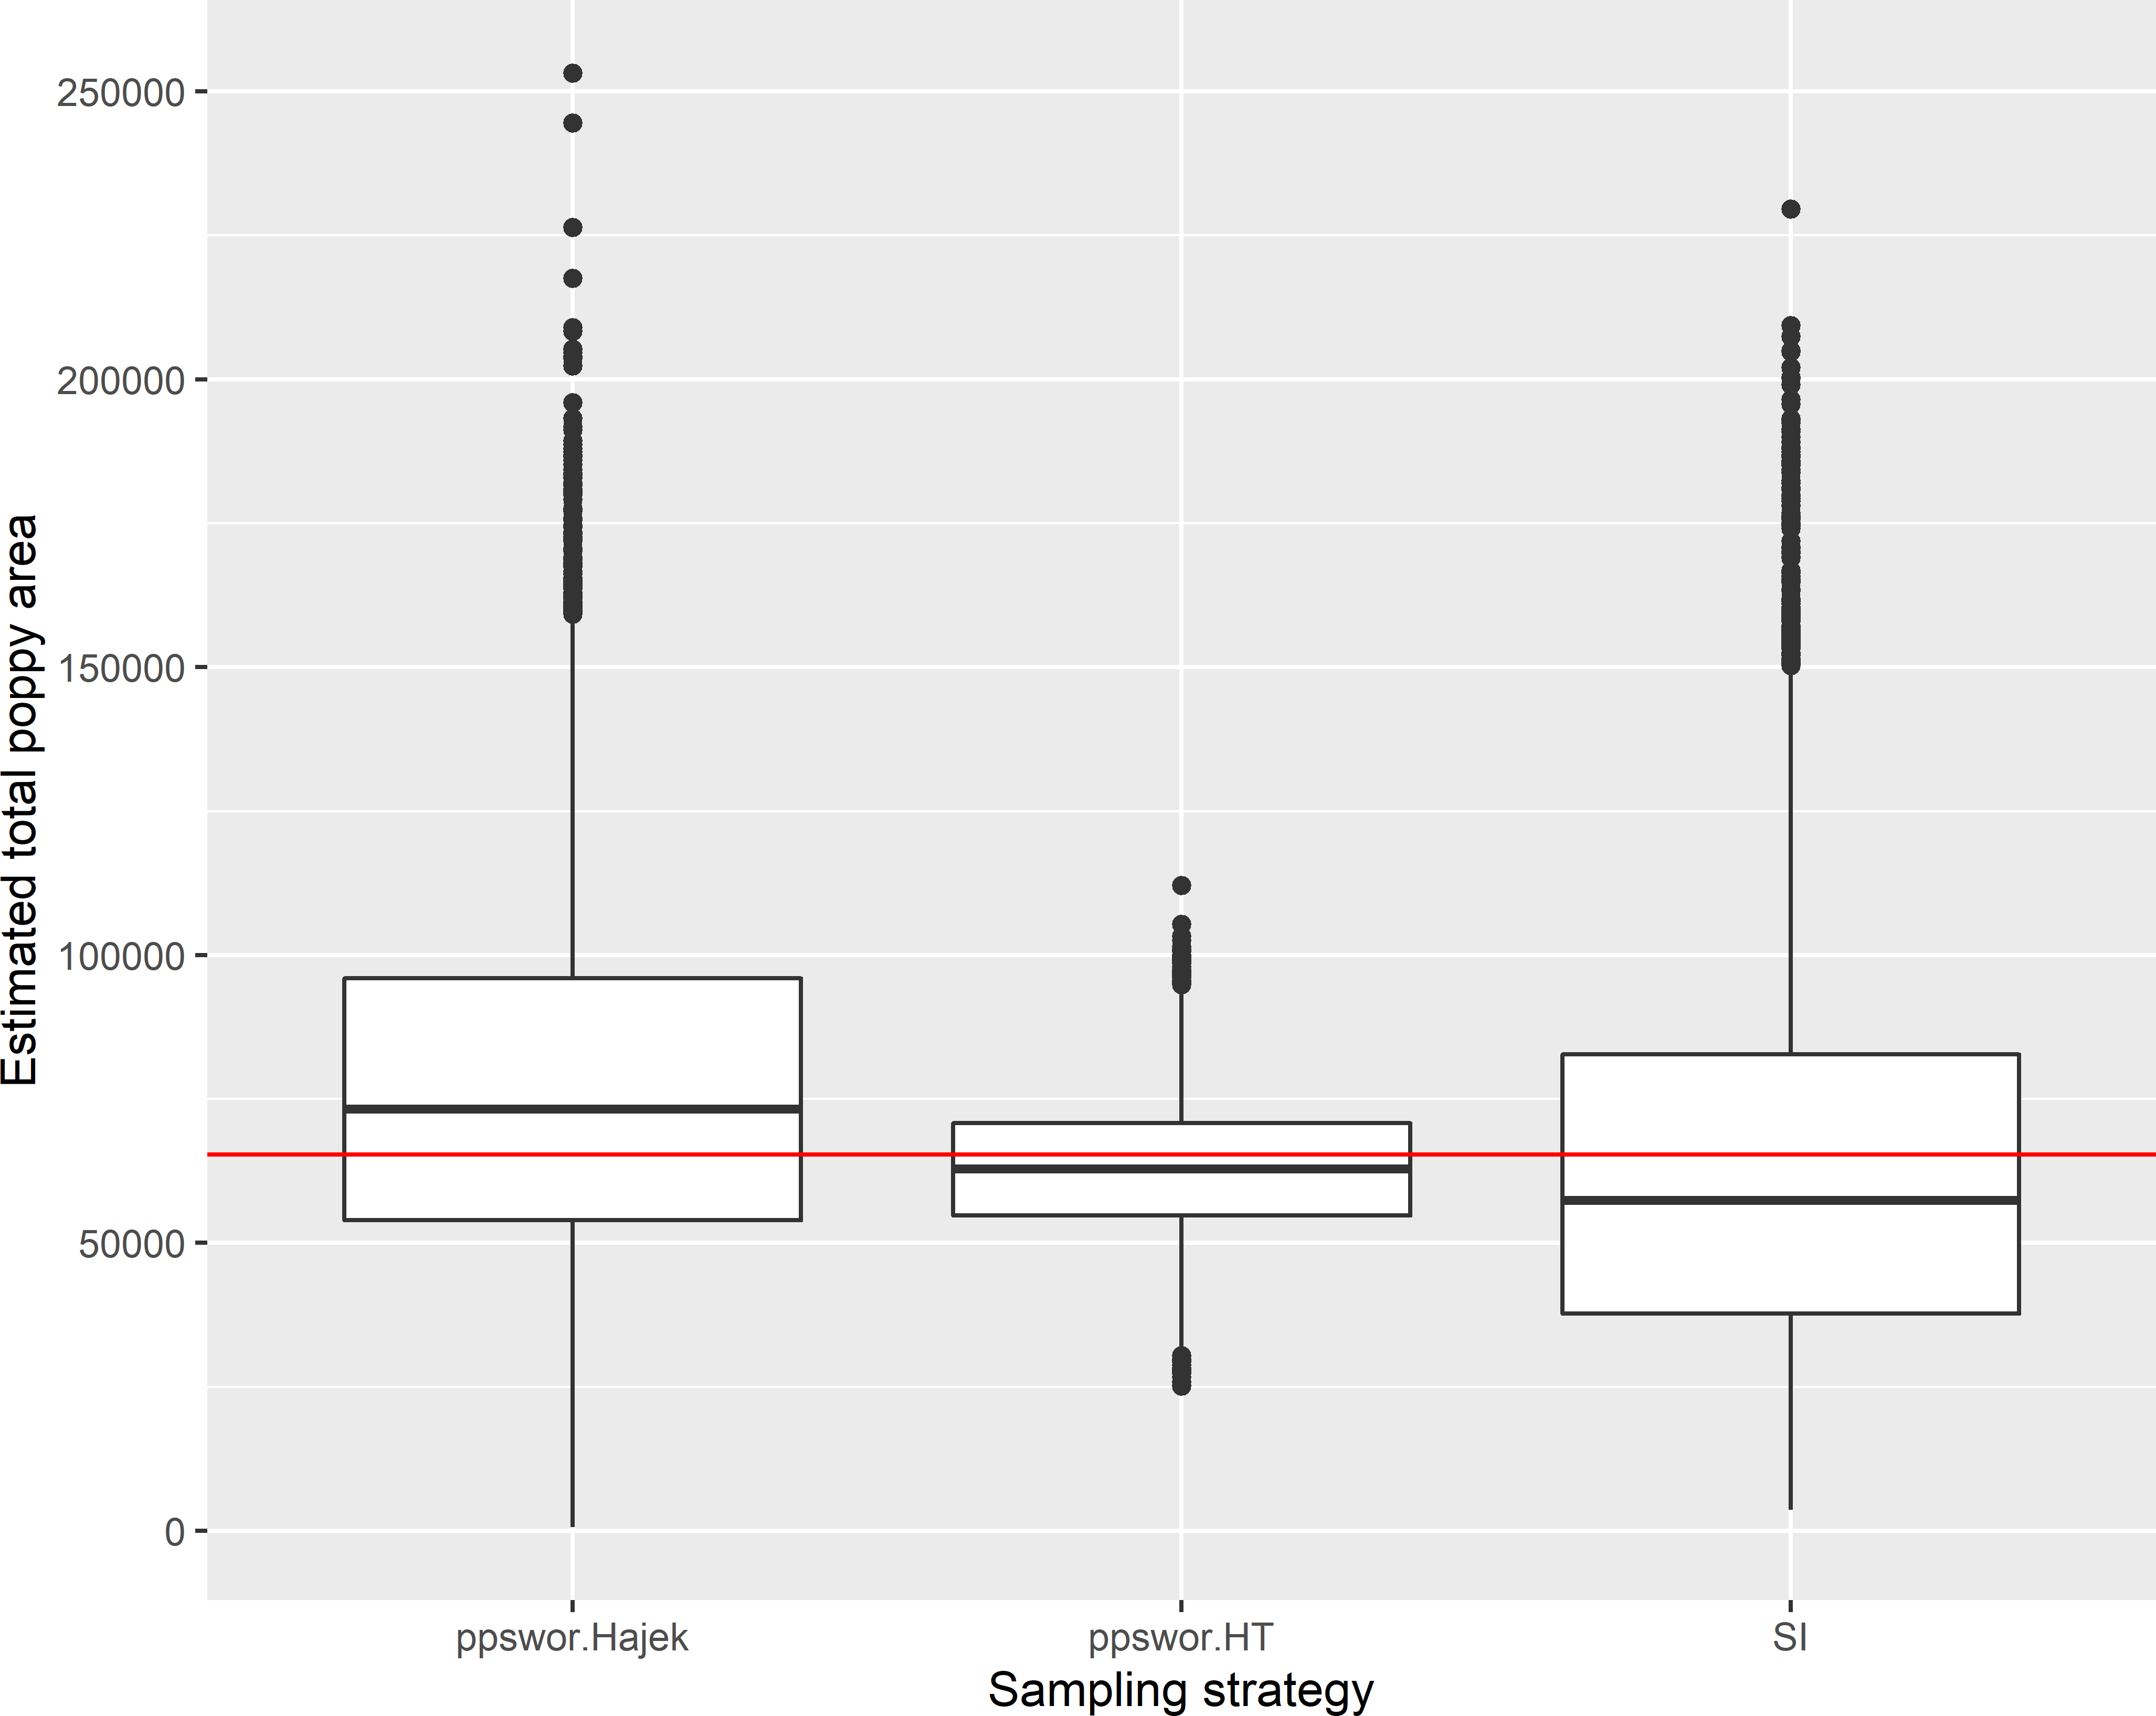 Estimated total poppy area
250000
200000
150000
100000
50000
0
ppswor.Hajek
ppswor.HT
SI
Sampling strategy